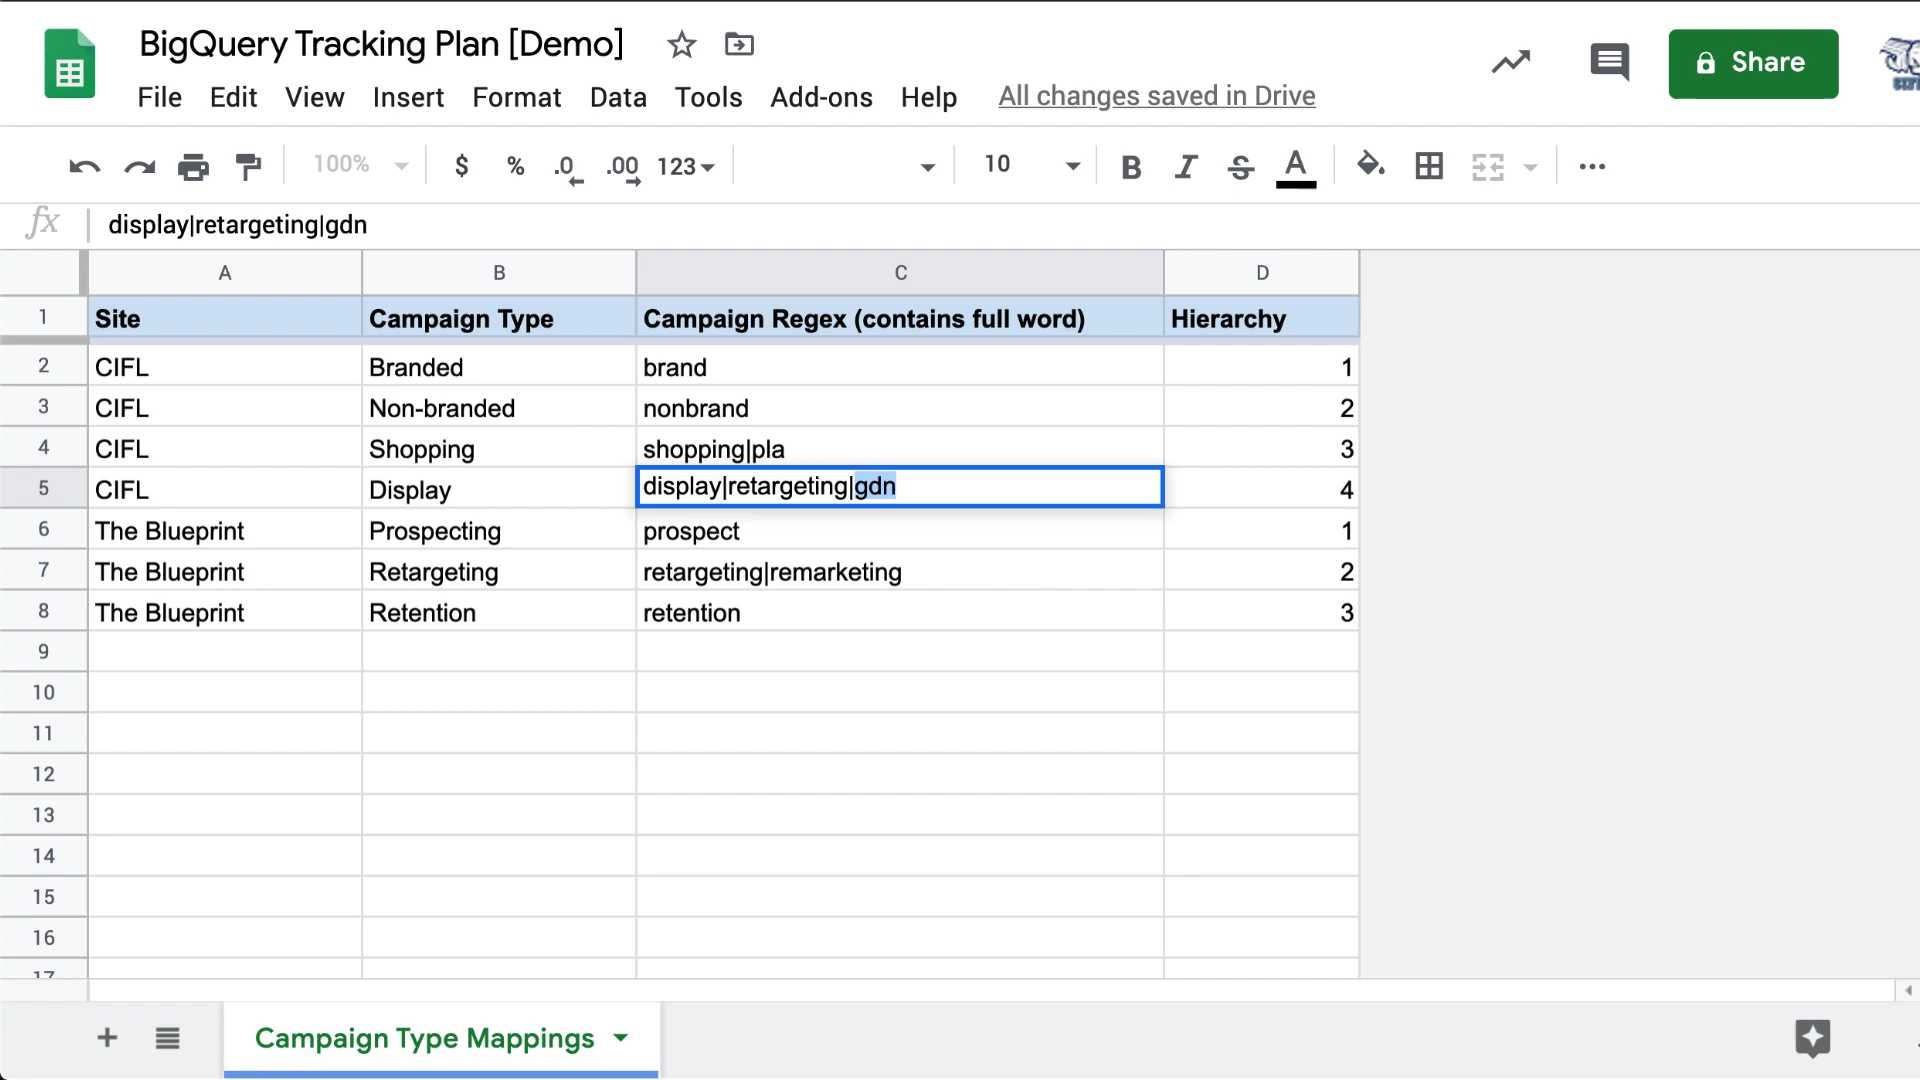 BigQuery Tracking Plan [Demo]
File Edit View Insert Format Data Tools Add-ons Help All changes saved in Drive
Share
100% $ % .0 .00 123 10 B I S A
fx display|retargeting|gdn
A B C D
1 Site Campaign Type Campaign Regex (contains full word) Hierarchy
2 CIFL Branded brand 1
3 CIFL Non-branded nonbrand 2
4 CIFL Shopping shopping|pla 3
5 CIFL Display display|retargeting|gdn 4
6 The Blueprint Prospecting prospect 1
7 The Blueprint Retargeting retargeting|remarketing 2
8 The Blueprint Retention retention 3
9
10
11
12
13
14
15
16
17
Campaign Type Mappings